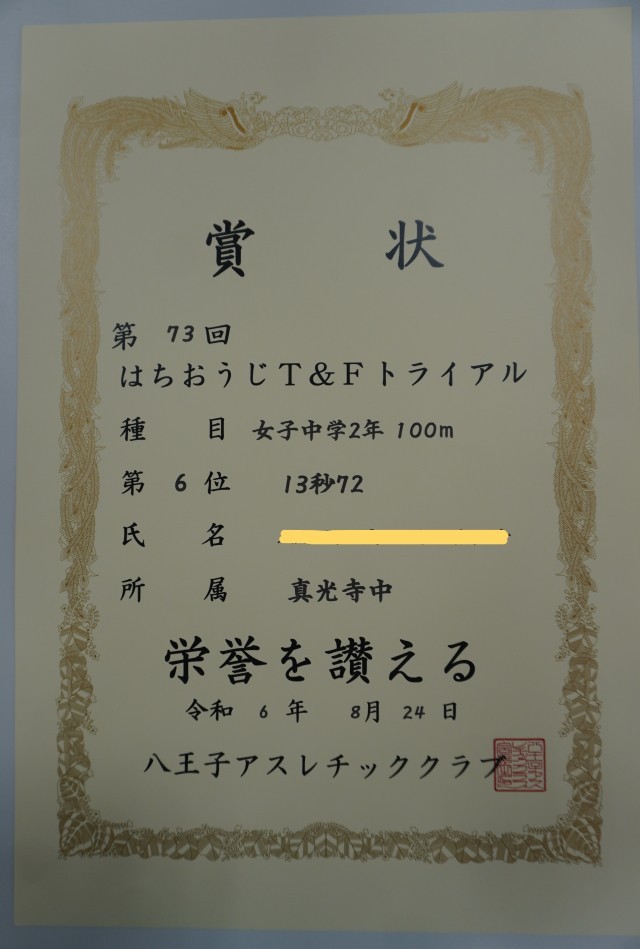 賞 状
第 73 回
はちおうじT&Fトライアル
種 目 女子中学2年 100m
第 6 位 13秒72
氏 名
所 属 真光寺中
栄誉を讃える
令和 6 年 8月 24 日
八王子アスレチッククラブ